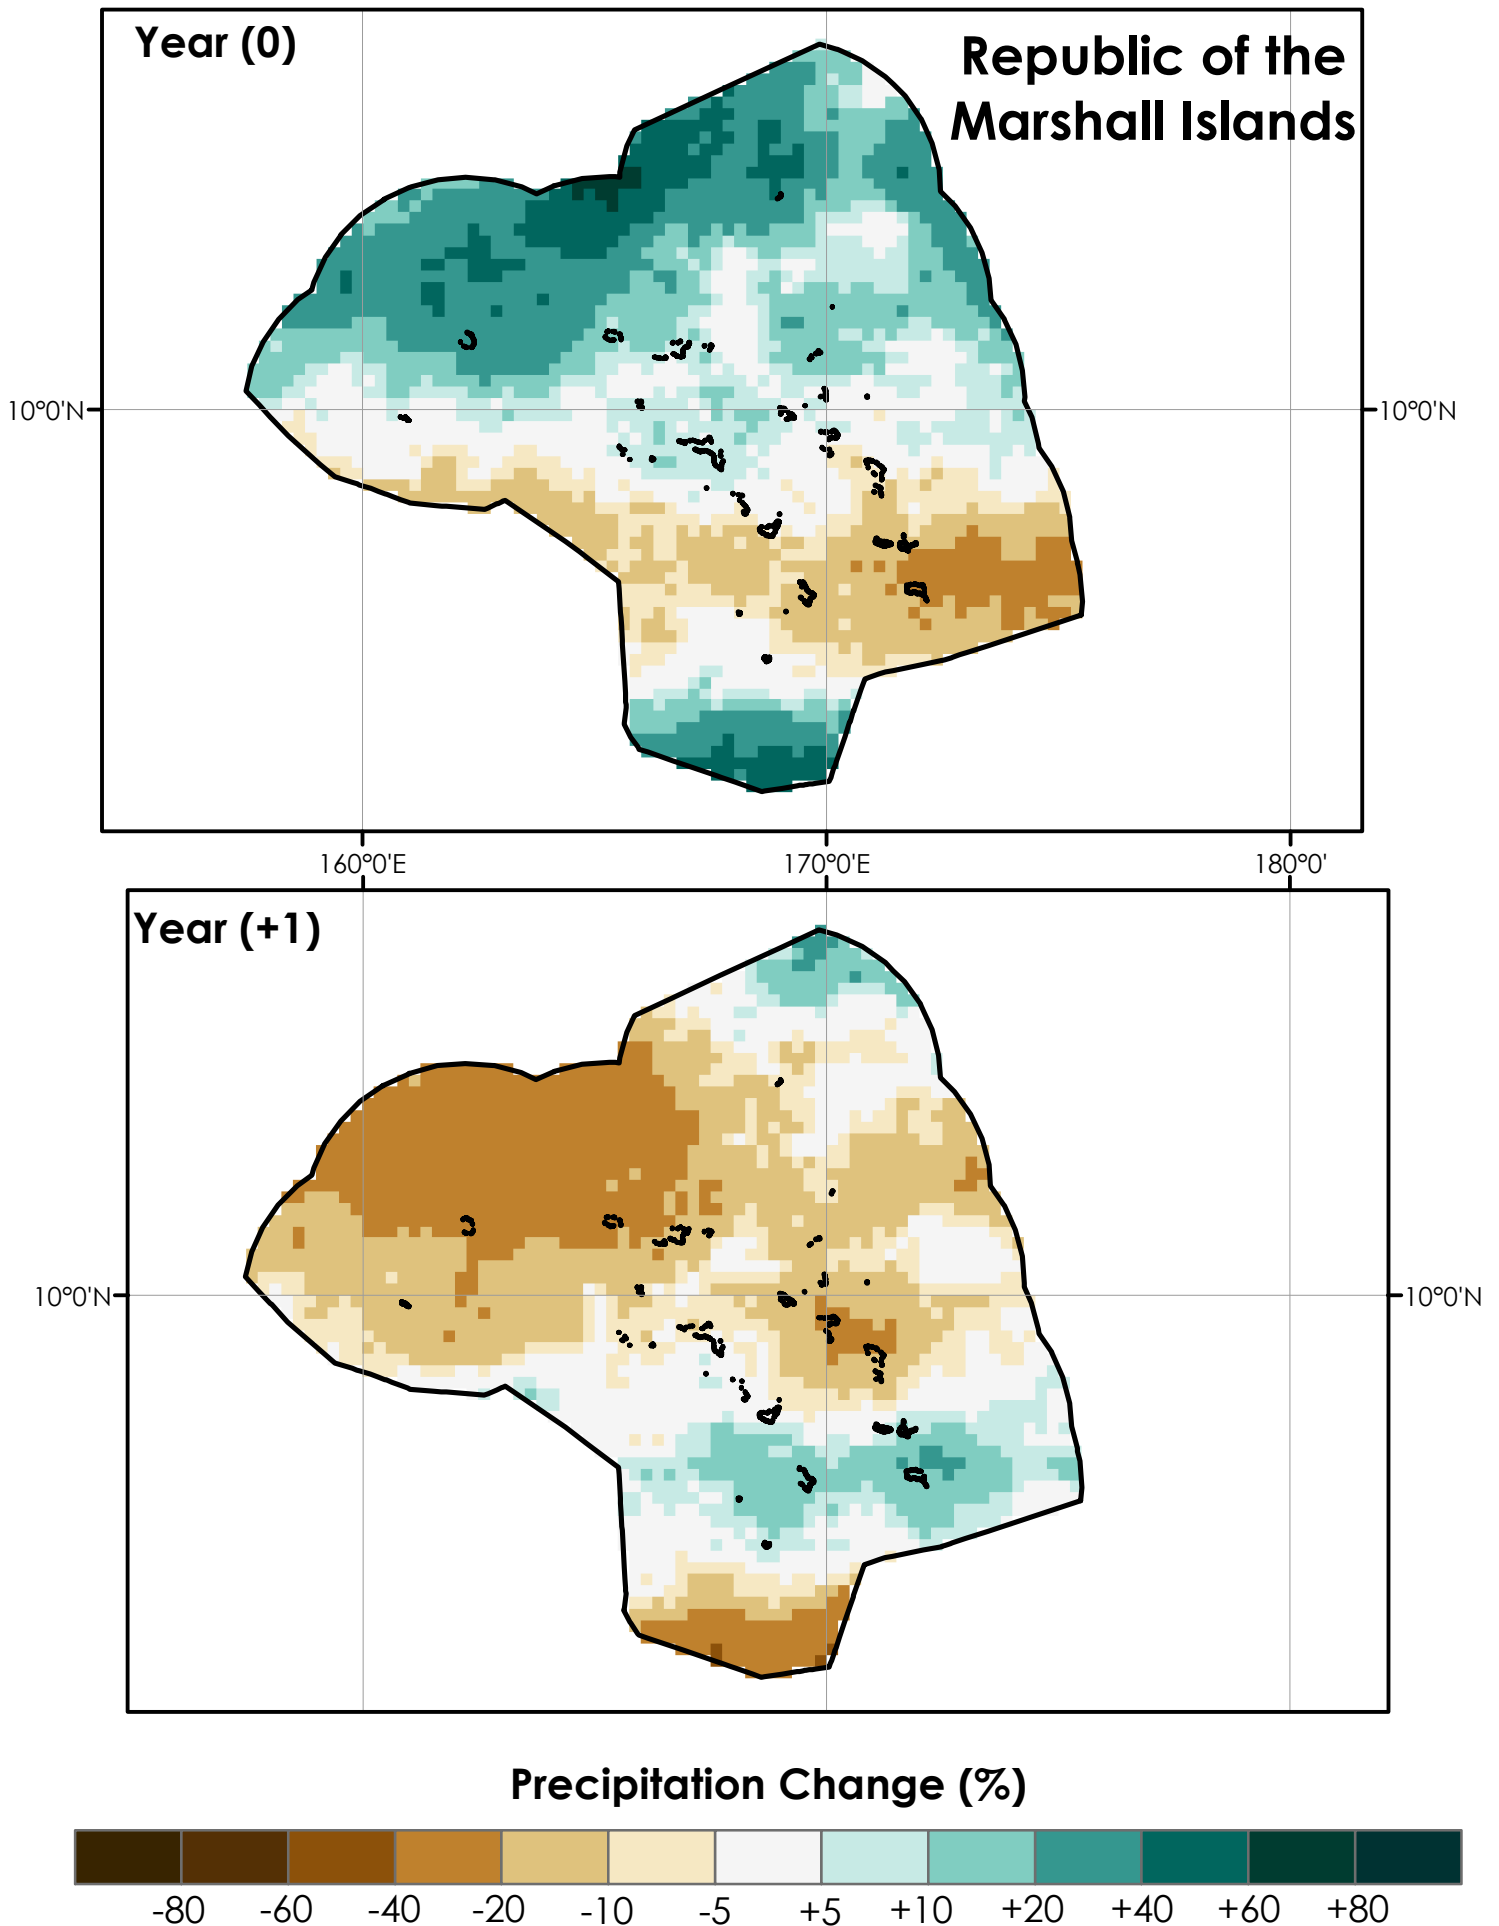 Year (0)
Republic of the
Marshall Islands
10°0'N
10°0'N
160°0'E
170°0'E
180°0'
Year (+1)
10°0'N
10°0'N
Precipitation Change (%)
-80 -60 -40 -20 -10 -5 +5 +10 +20 +40 +60 +80